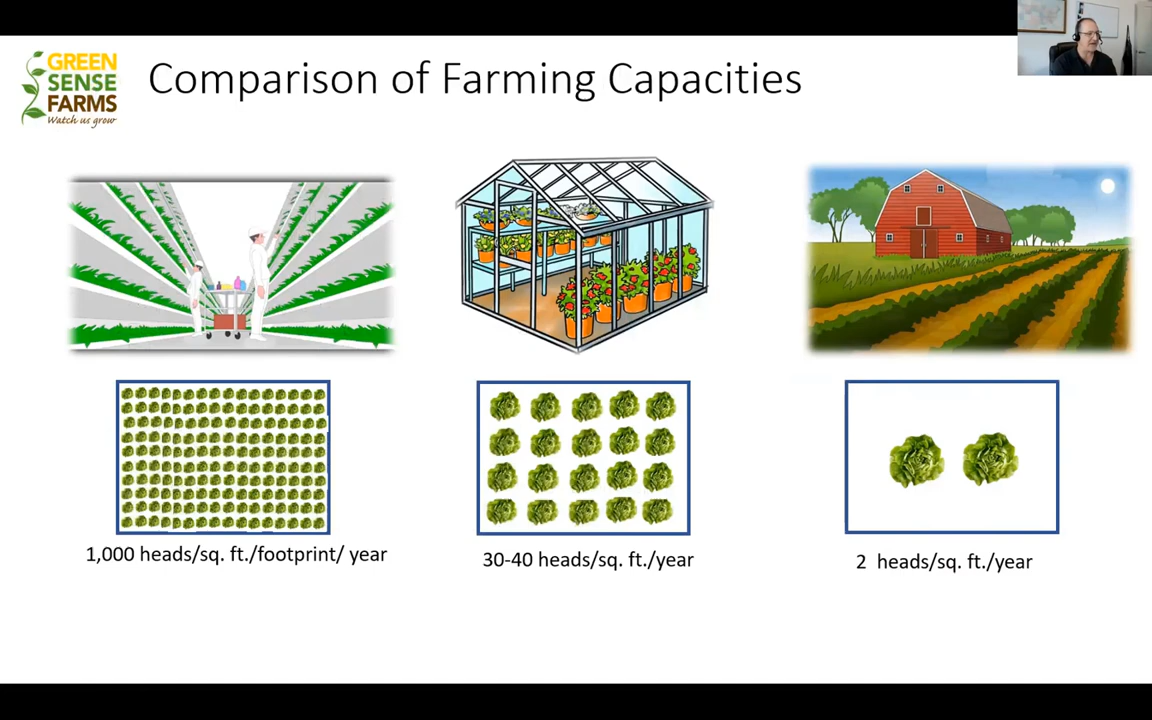 GREEN
SENSE
FARMS
Watch us grow
Comparison of Farming Capacities
1,000 heads/sq. ft./footprint/ year
30-40 heads/sq. ft./year
2 heads/sq. ft./year